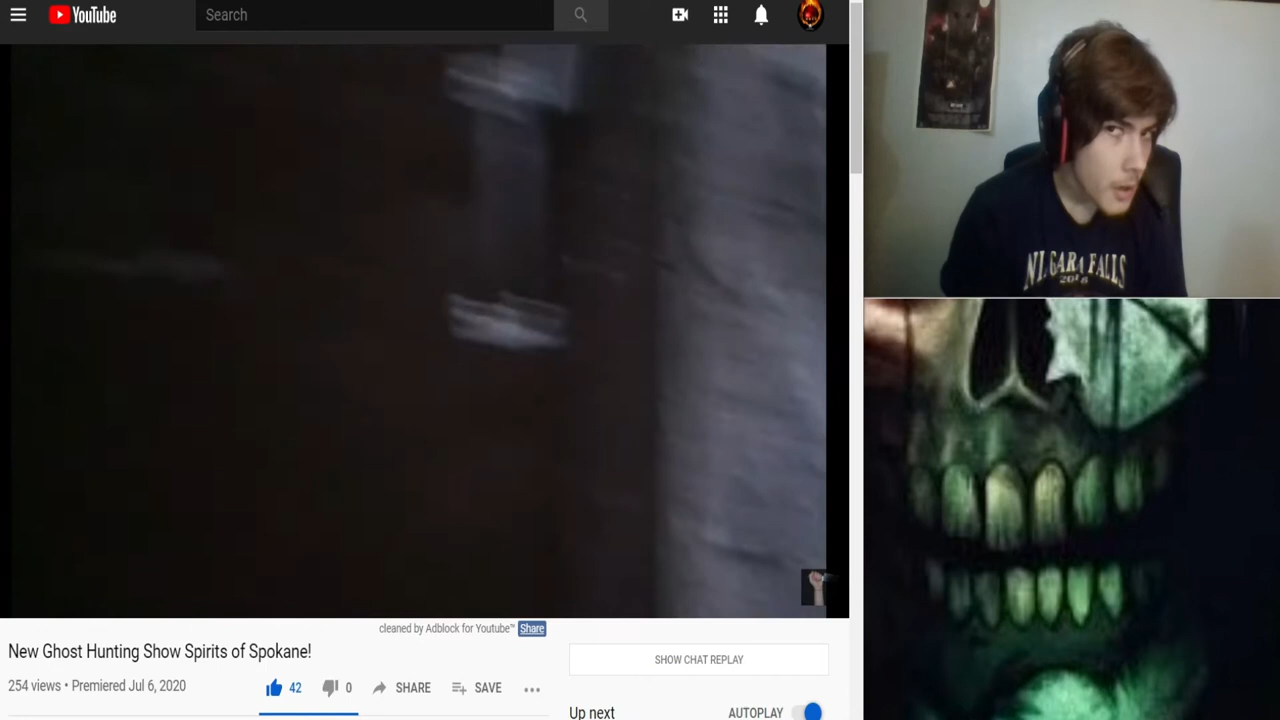 YouTube
Search
cleaned by Adblock for Youtube™ Share
New Ghost Hunting Show Spirits of Spokane!
254 views • Premiered Jul 6, 2020
42
0
SHARE
SAVE
SHOW CHAT REPLAY
Up next
AUTOPLAY
NIAGARA FALLS
2018